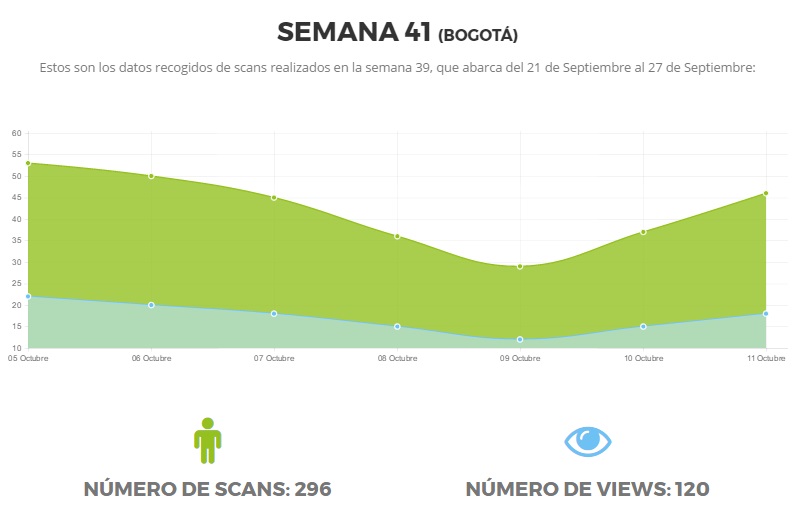 SEMANA 41 (BOGOTÁ)
Estos son los datos recogidos de scans realizados en la semana 39, que abarca del 21 de Septiembre al 27 de Septiembre:
60
55
50
45
40
35
30
25
20
15
10
05 Octubre 06 Octubre 07 Octubre 08 Octubre 09 Octubre 10 Octubre 11 Octubre
NÚMERO DE SCANS: 296 NÚMERO DE VIEWS: 120